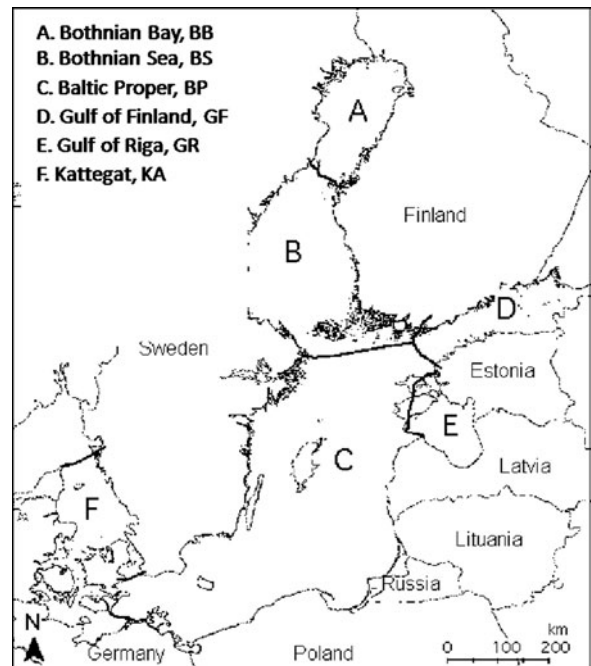 A. Bothnian Bay, BB
B. Bothnian Sea, BS
C. Baltic Proper, BP
D. Gulf of Finland, GF
E. Gulf of Riga, GR
F. Kattegat, KA
A
Finland
B
D
Sweden
Estonia
E
C
Latvia
F
Lituania
Russia
N
km
0 100 200
Germany
Poland